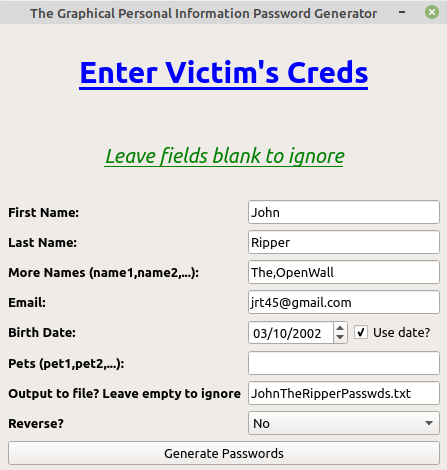 The Graphical Personal Information Password Generator
Enter Victim's Creds
Leave fields blank to ignore
First Name: John
Last Name: Ripper
More Names (name1,name2,...): The,OpenWall
Email: jrt45@gmail.com
Birth Date: 03/10/2002 Use date?
Pets (pet1,pet2,...):
Output to file? Leave empty to ignore JohnTheRipperPasswds.txt
Reverse? No
Generate Passwords